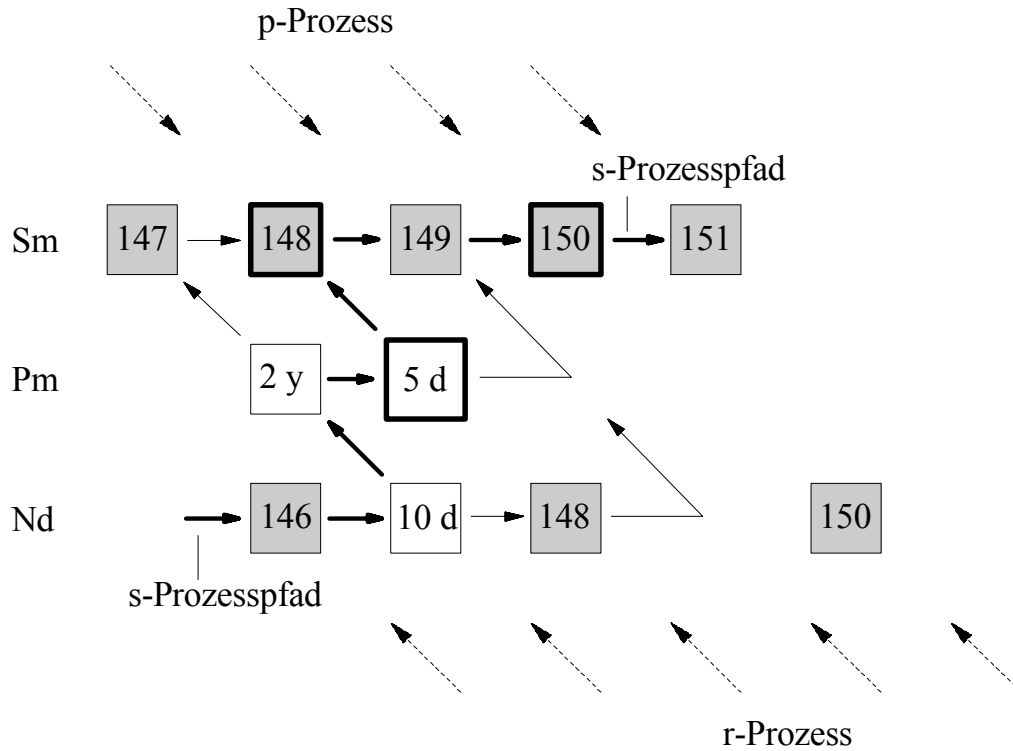 p-Prozess
s-Prozesspfad
Sm 147 148 149 150 151
Pm 2 y 5 d
Nd 146 10 d 148 150
s-Prozesspfad
r-Prozess